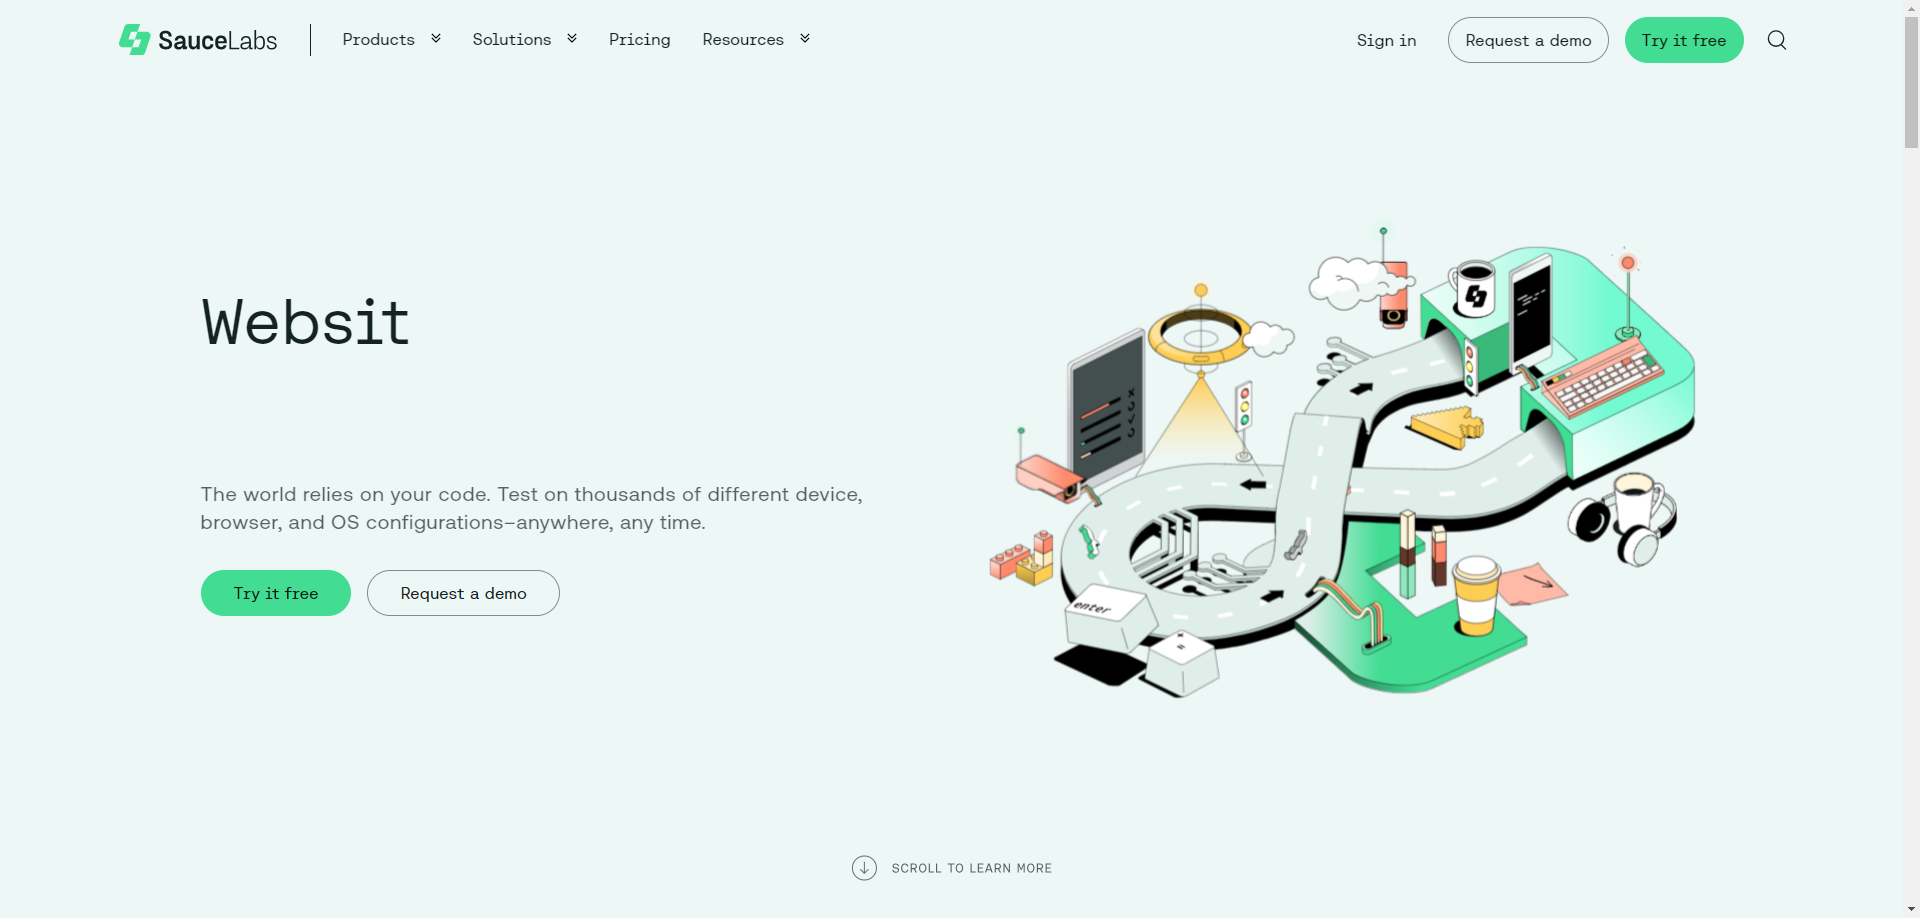 SauceLabs
Products
Solutions
Pricing
Resources
Sign in
Request a demo
Try it free
Websit
The world relies on your code. Test on thousands of different device,
browser, and OS configurations–anywhere, any time.
Try it free
Request a demo
enter
SCROLL TO LEARN MORE